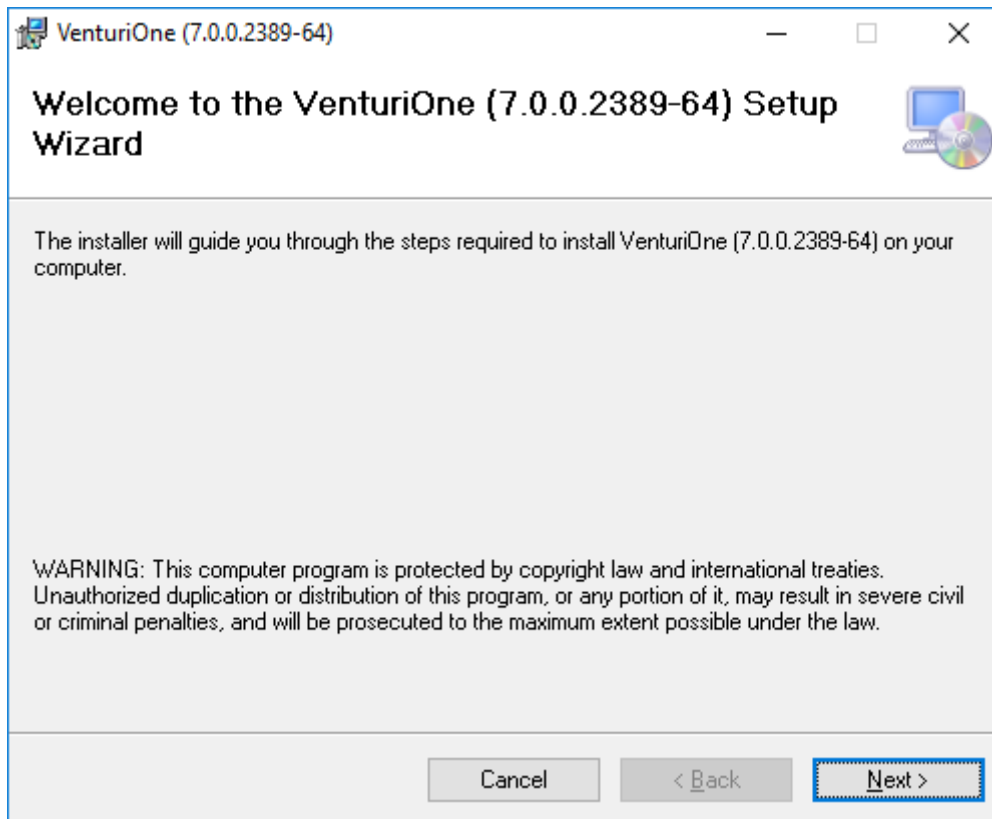 VenturiOne (7.0.0.2389-64)
Welcome to the VenturiOne (7.0.0.2389-64) Setup
Wizard
The installer will guide you through the steps required to install VenturiOne (7.0.0.2389-64) on your
computer.
WARNING: This computer program is protected by copyright law and international treaties.
Unauthorized duplication or distribution of this program, or any portion of it, may result in severe civil
or criminal penalties, and will be prosecuted to the maximum extent possible under the law.
Cancel < Back Next >